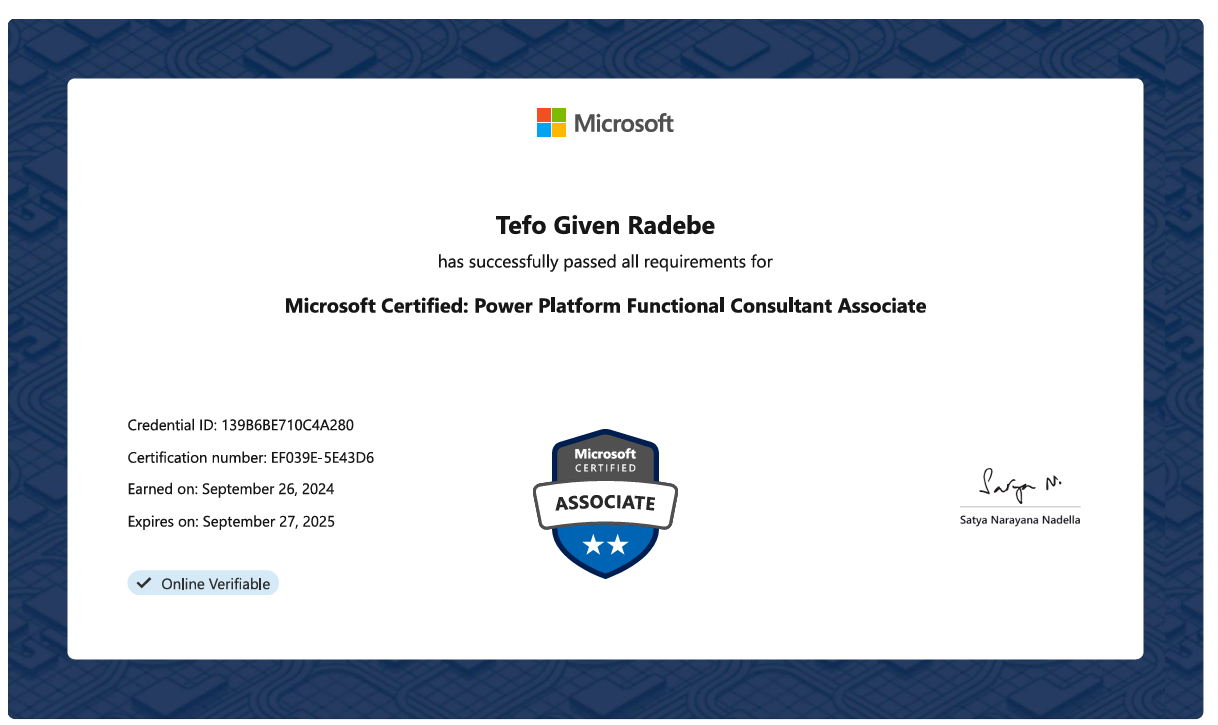 Microsoft
Tefo Given Radebe
has successfully passed all requirements for
Microsoft Certified: Power Platform Functional Consultant Associate
Credential ID: 139B6BE710C4A280
Certification number: EF039E-5E43D6
Earned on: September 26, 2024
Expires on: September 27, 2025
Online Verifiable
Microsoft
CERTIFIED
ASSOCIATE
Satya N.
Satya Narayana Nadella